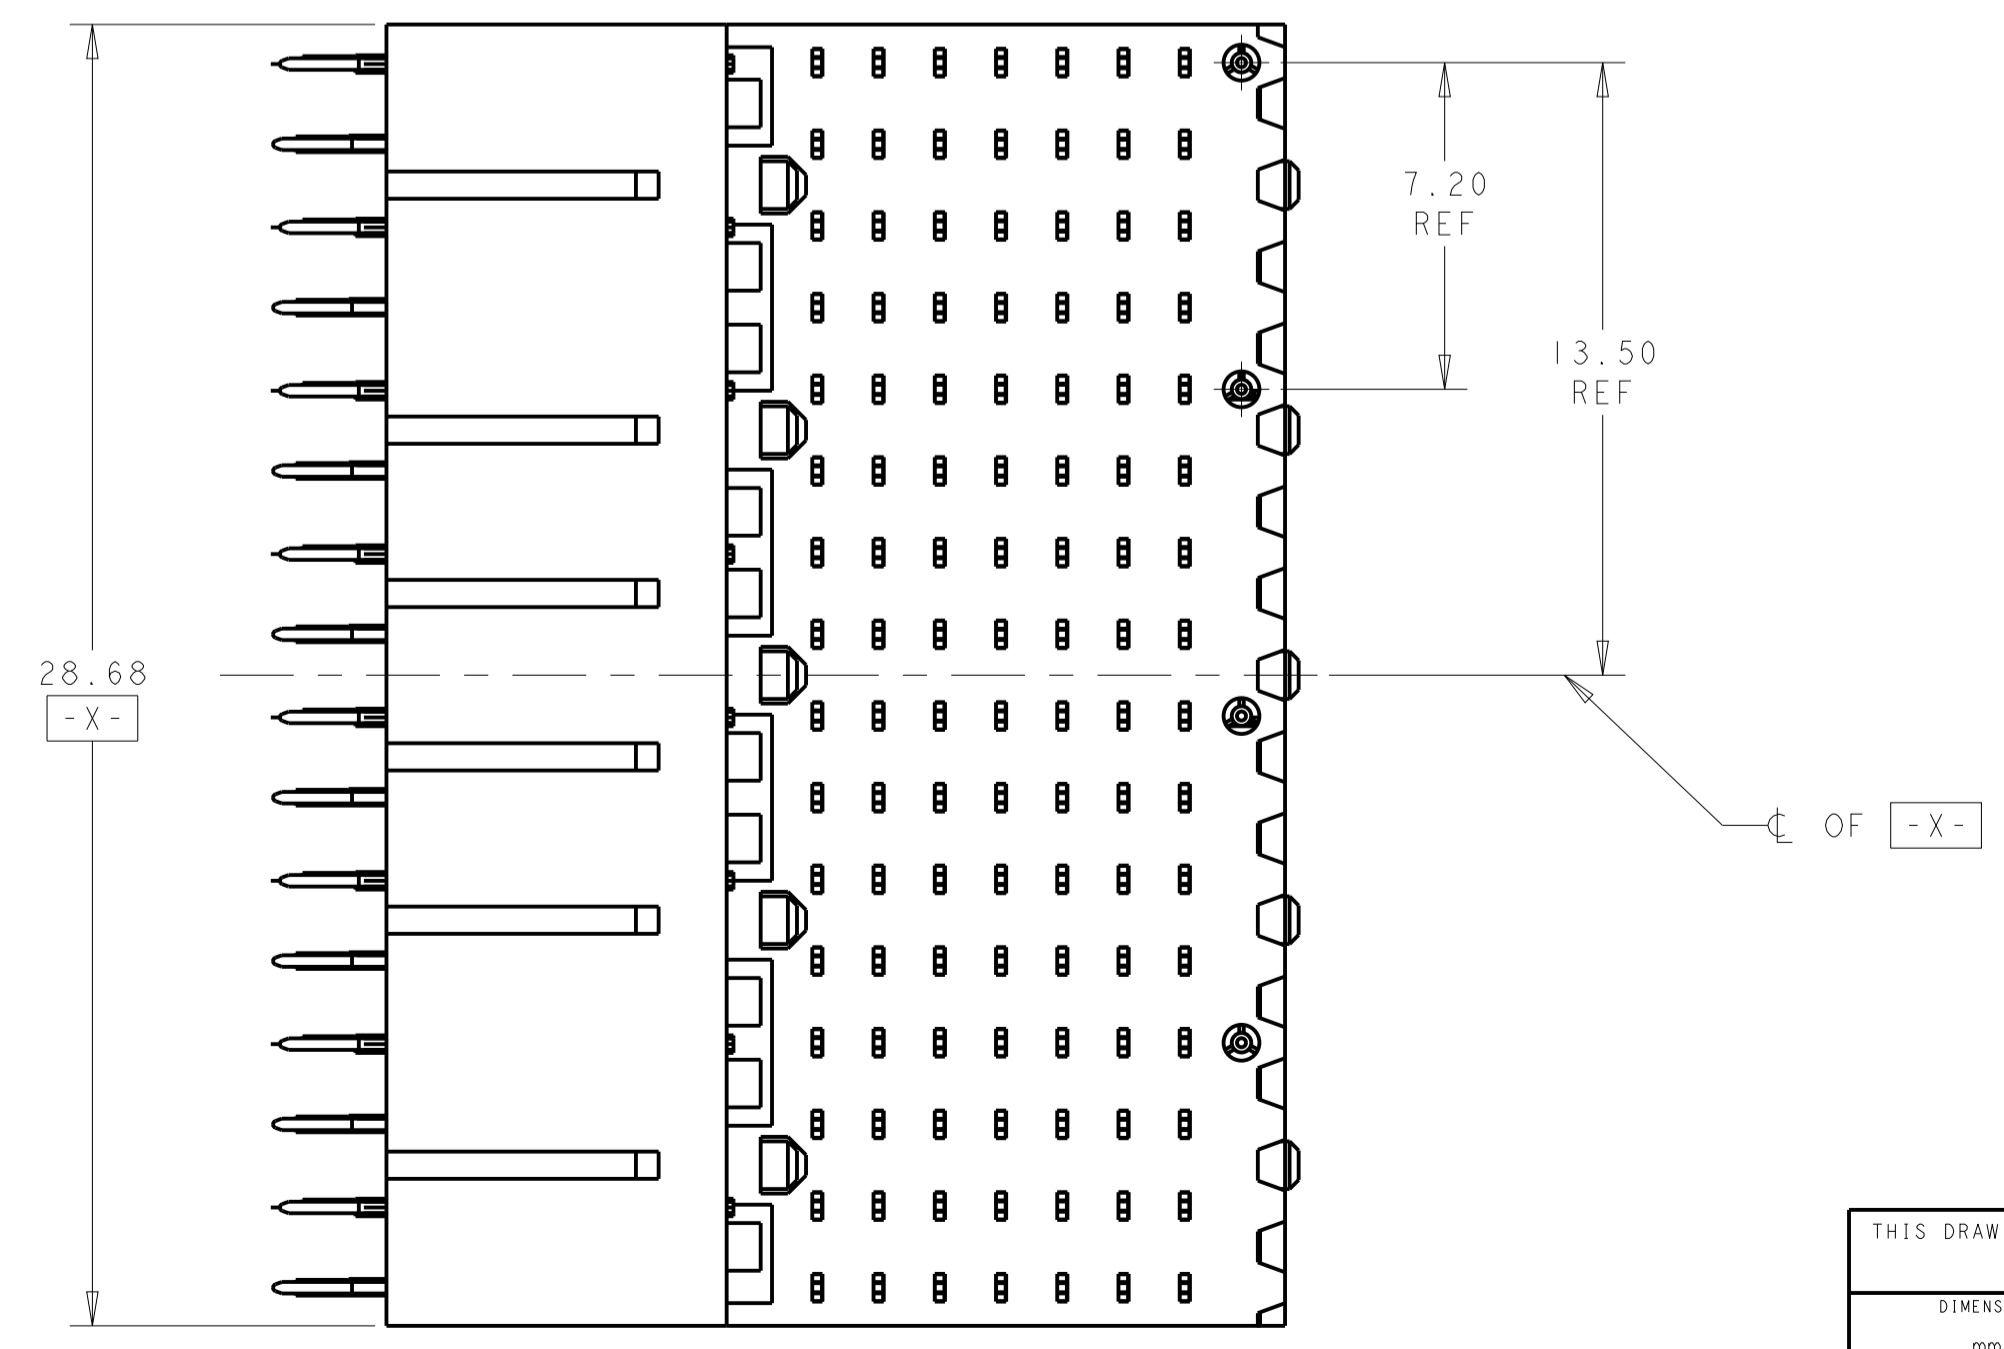 7.20
REF
13.50
REF
28.68
-X-
℄ OF -X-
THIS DRAW
DIMENS
mm